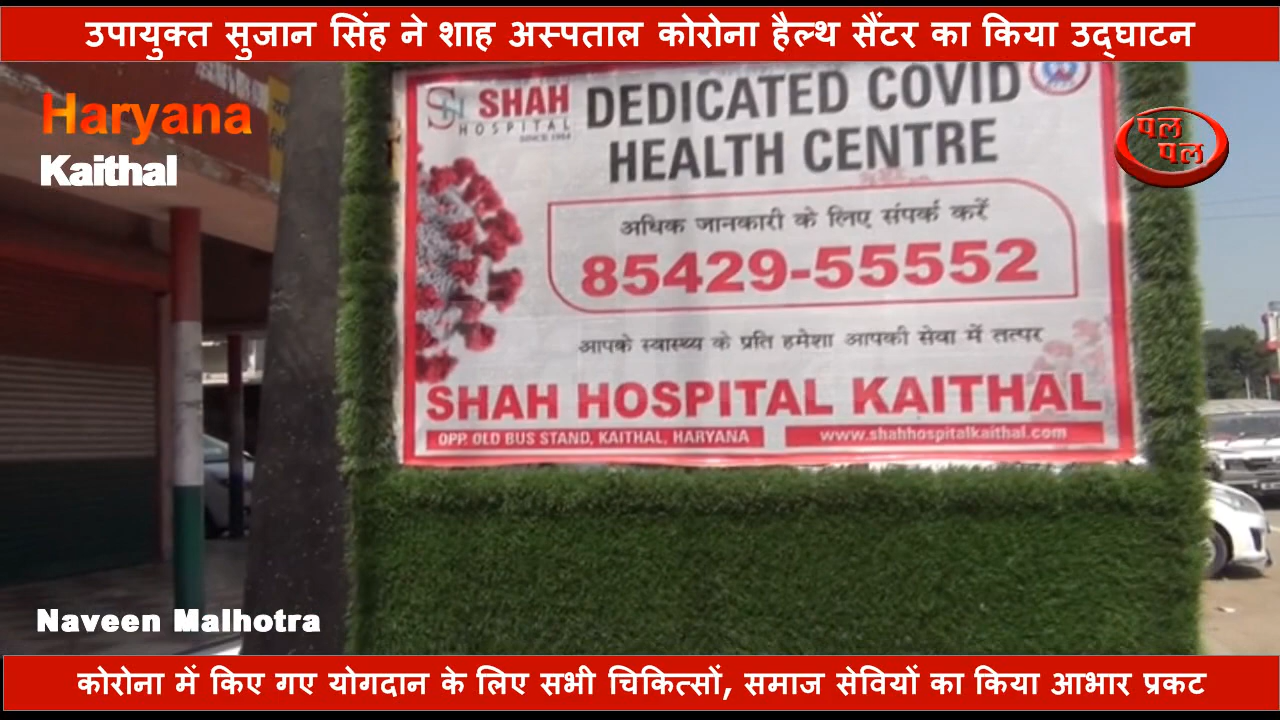 उपायुक्त सुजान सिंह ने शाह अस्पताल कोरोना हैल्थ सैंटर का किया उद्घाटन
Haryana
Kaithal
पल
पल
SHAH
HOSPITAL
SINCE 1954
DEDICATED COVID
HEALTH CENTRE
अधिक जानकारी के लिए संपर्क करें
85429-55552
आपके स्वास्थ्य के प्रति हमेशा आपकी सेवा में तत्पर
SHAH HOSPITAL KAITHAL
OPP. OLD BUS STAND, KAITHAL, HARYANA
www.shahhospitalkaithal.com
Naveen Malhotra
कोरोना में किए गए योगदान के लिए सभी चिकित्सों, समाज सेवियों का किया आभार प्रकट